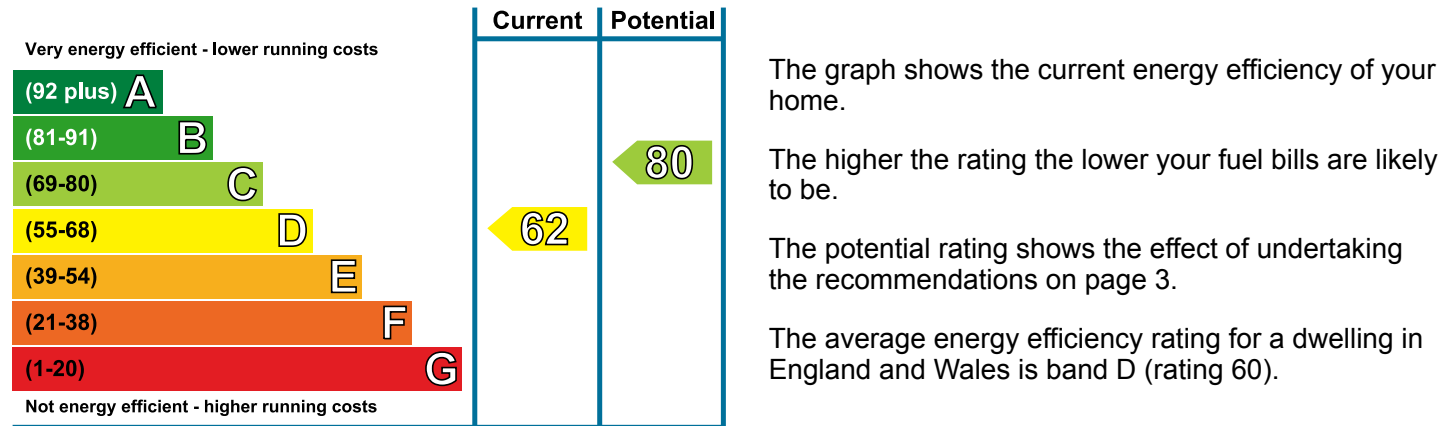 Current Potential
Very energy efficient - lower running costs
(92 plus) A
(81-91) B
(69-80) C
(55-68) D
(39-54) E
(21-38) F
(1-20) G
Not energy efficient - higher running costs
62
80
The graph shows the current energy efficiency of your
home.
The higher the rating the lower your fuel bills are likely
to be.
The potential rating shows the effect of undertaking
the recommendations on page 3.
The average energy efficiency rating for a dwelling in
England and Wales is band D (rating 60).